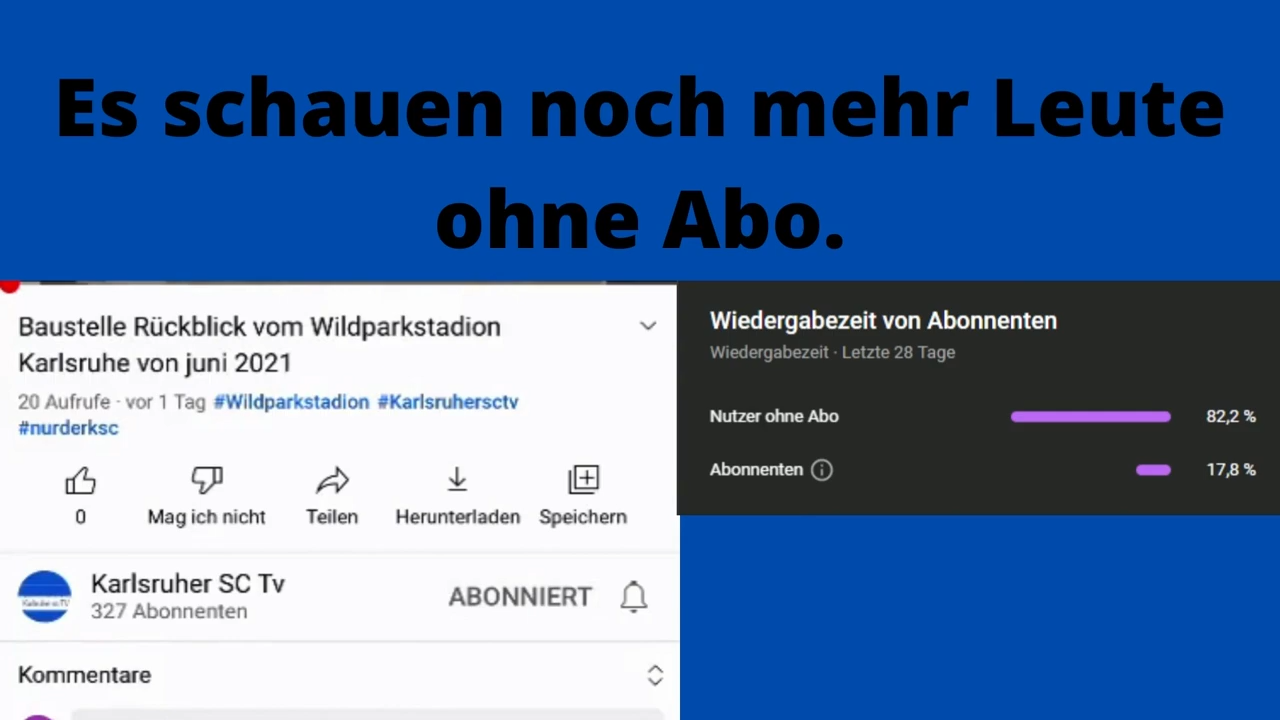 Es schauen noch mehr Leute
ohne Abo.
Baustelle Rückblick vom Wildparkstadion
Karlsruhe von juni 2021
20 Aufrufe · vor 1 Tag #Wildparkstadion #Karlsruhersctv
#nurderksc
0
Mag ich nicht
Teilen
Herunterladen
Speichern
Karlsruher SC Tv
327 Abonnenten
ABONNIERT
Kommentare
Wiedergabezeit von Abonnenten
Wiedergabezeit · Letzte 28 Tage
Nutzer ohne Abo 82,2 %
Abonnenten 17,8 %